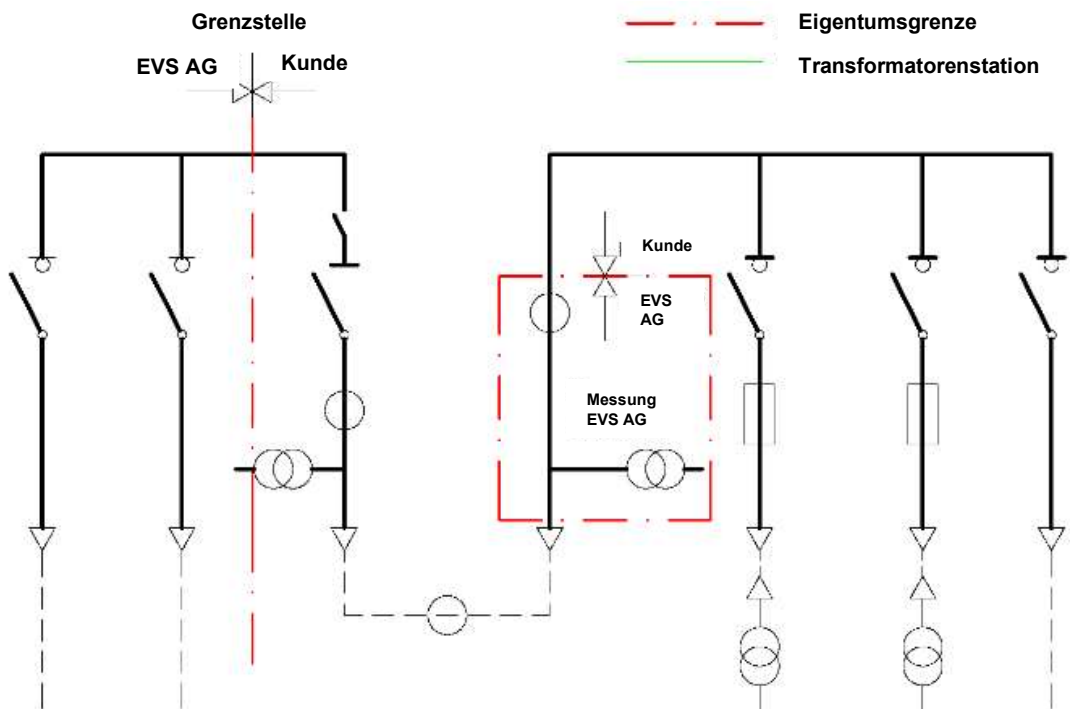 Grenzstelle
EVS AG
Kunde
Eigentumsgrenze
Transformatorenstation
Kunde
EVS
AG
Messung
EVS AG